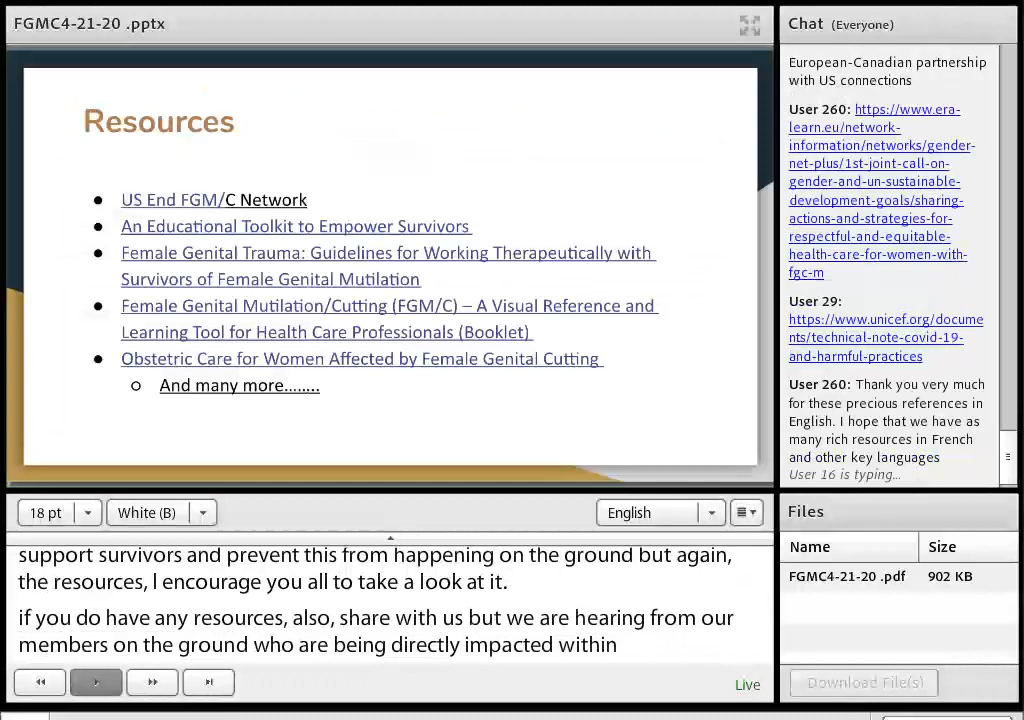 FGMC4-21-20 .pptx
Resources
US End FGM/C Network
An Educational Toolkit to Empower Survivors
Female Genital Trauma: Guidelines for Working Therapeutically with
Survivors of Female Genital Mutilation
Female Genital Mutilation/Cutting (FGM/C) – A Visual Reference and
Learning Tool for Health Care Professionals (Booklet)
Obstetric Care for Women Affected by Female Genital Cutting
And many more........
18 pt
White (B)
English
support survivors and prevent this from happening on the ground but again,
the resources, I encourage you all to take a look at it.
if you do have any resources, also, share with us but we are hearing from our
members on the ground who are being directly impacted within
Live
Chat (Everyone)
European-Canadian partnership
with US connections
User 260: https://www.era-
learn.eu/network-
information/networks/gender-
net-plus/1st-joint-call-on-
gender-and-un-sustainable-
development-goals/sharing-
actions-and-strategies-for-
respectful-and-equitable-
health-care-for-women-with-
fgc-m
User 29:
https://www.unicef.org/docume
nts/technical-note-covid-19-
and-harmful-practices
User 260: Thank you very much
for these precious references in
English. I hope that we have as
many rich resources in French
and other key languages
User 16 is typing...
Files
Name Size
FGMC4-21-20 .pdf 902 KB
Download File(s)